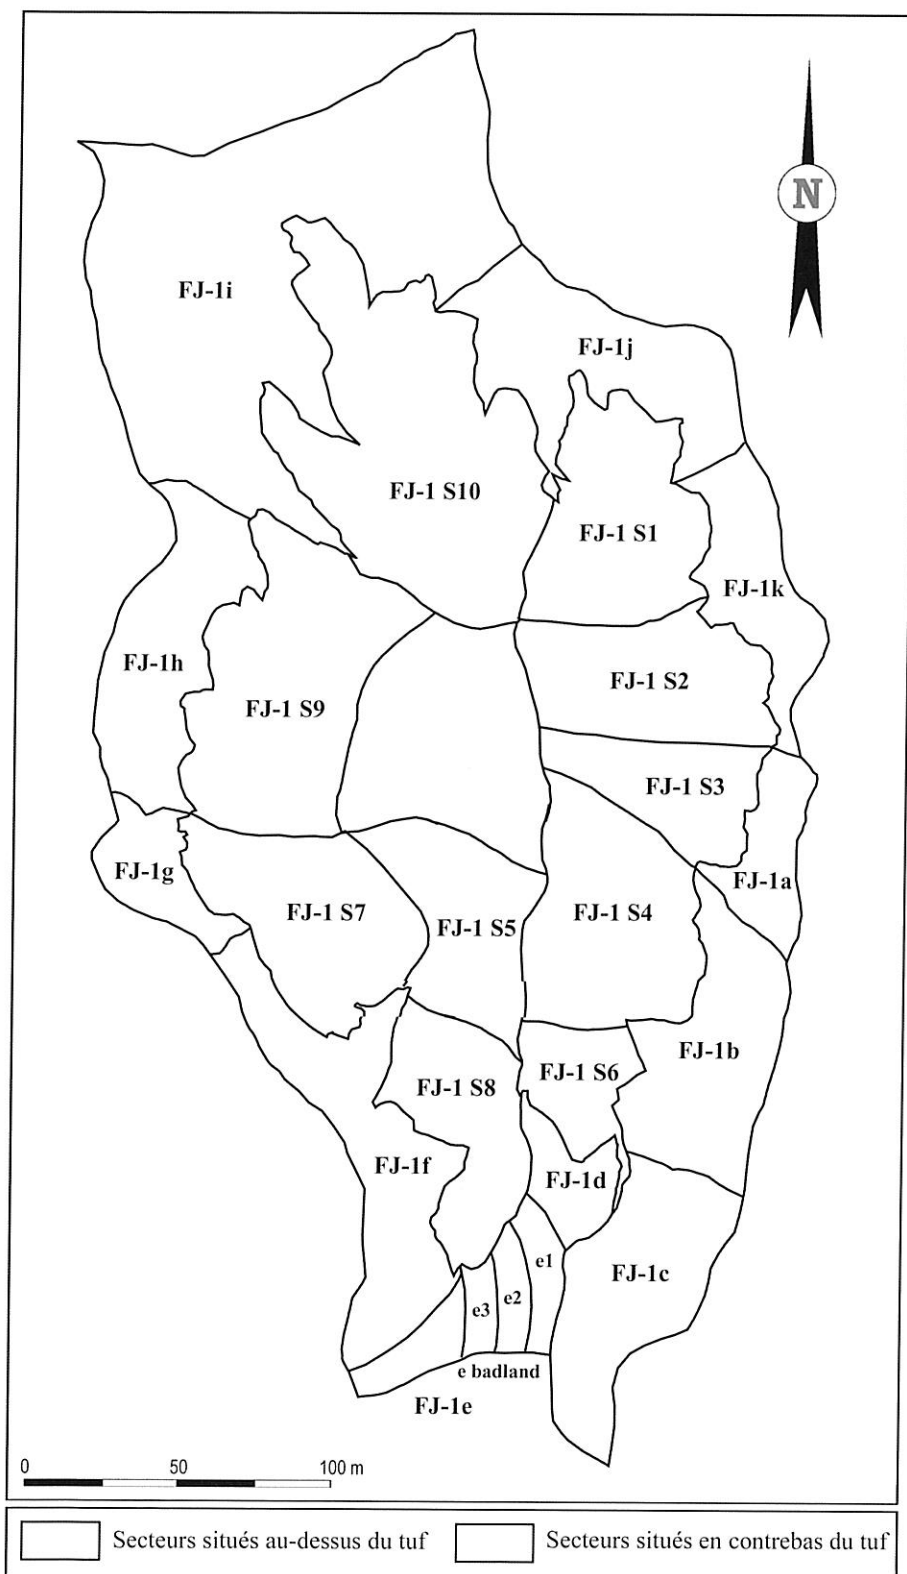 N
FJ-1i
FJ-1j
FJ-1 S10
FJ-1 S1
FJ-1k
FJ-1h
FJ-1 S2
FJ-1 S9
FJ-1 S3
FJ-1g
FJ-1a
FJ-1 S7
FJ-1 S4
FJ-1 S5
FJ-1b
FJ-1 S6
FJ-1 S8
FJ-1f
FJ-1d
e1
FJ-1c
e2
e3
e badland
FJ-1e
0 50 100 m
Secteurs situés au-dessus du tuf
Secteurs situés en contrebas du tuf